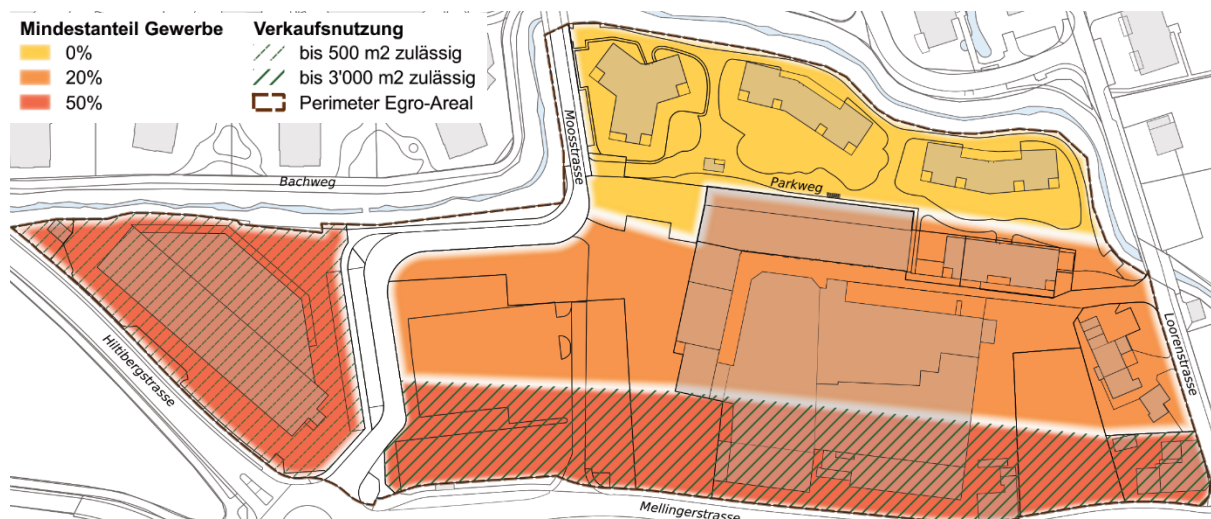 Mindestanteil Gewerbe
0%
20%
50%
Verkaufsnutzung
bis 500 m2 zulässig
bis 3'000 m2 zulässig
Perimeter Egro-Areal
Moosstrasse
Bachweg
Parkweg
Hiltibergstrasse
Loorenstrasse
Mellingerstrasse